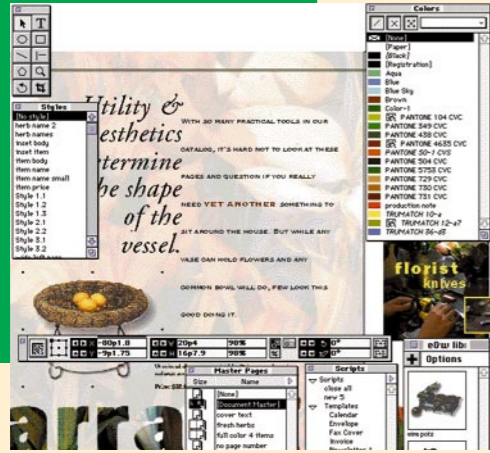 Colors
[None]
[Paper]
[Black]
[Registration]
Aqua
Blue
Blue Sky
Brown
Color-1
PANTONE 104 CVC
PANTONE 349 CVC
PANTONE 438 CVC
PANTONE 4635 CVC
PANTONE 50-1 CVS
PANTONE 504 CVC
PANTONE 5753 CVC
PANTONE 729 CVC
PANTONE 730 CVC
PANTONE 731 CVC
production note
TRUMATCH 10-a
TRUMATCH 12-a7
TRUMATCH 36-d3
T
Styles
[No style]
herb name 2
herb names
Inset body
Inset item
Item body
Item name
Item name small
Item price
Style 1.1
Style 1.2
Style 1.3
Style 2.1
Style 2.2
Style 3.1
Style 3.2
Utility &
esthetics
termine
he shape
of the
vessel.
WITH SO MANY PRACTICAL TOOLS IN OUR
CATALOG, IT'S HARD NOT TO LOOK AT THESE
PAGES AND QUESTION IF YOU REALLY
NEED YET ANOTHER SOMETHING TO
SIT AROUND THE HOUSE. BUT WHILE ANY
VASE CAN HOLD FLOWERS AND ANY
COMMON BOWL WILL DO, FEW LOOK THIS
GOOD DOING IT.
florist
knives
X -80p1.8
Y -9p1.75
20p4
16p7.9
98%
98%
0°
0°
Master Pages
Size Name
[None]
[Document Master]
cover text
fresh herbs
full color 4 items
no page number
Scripts
Scripts
close all
new 5
Templates
Calendar
Envelope
Fax Cover
Invoice
Options
wire pots
arra